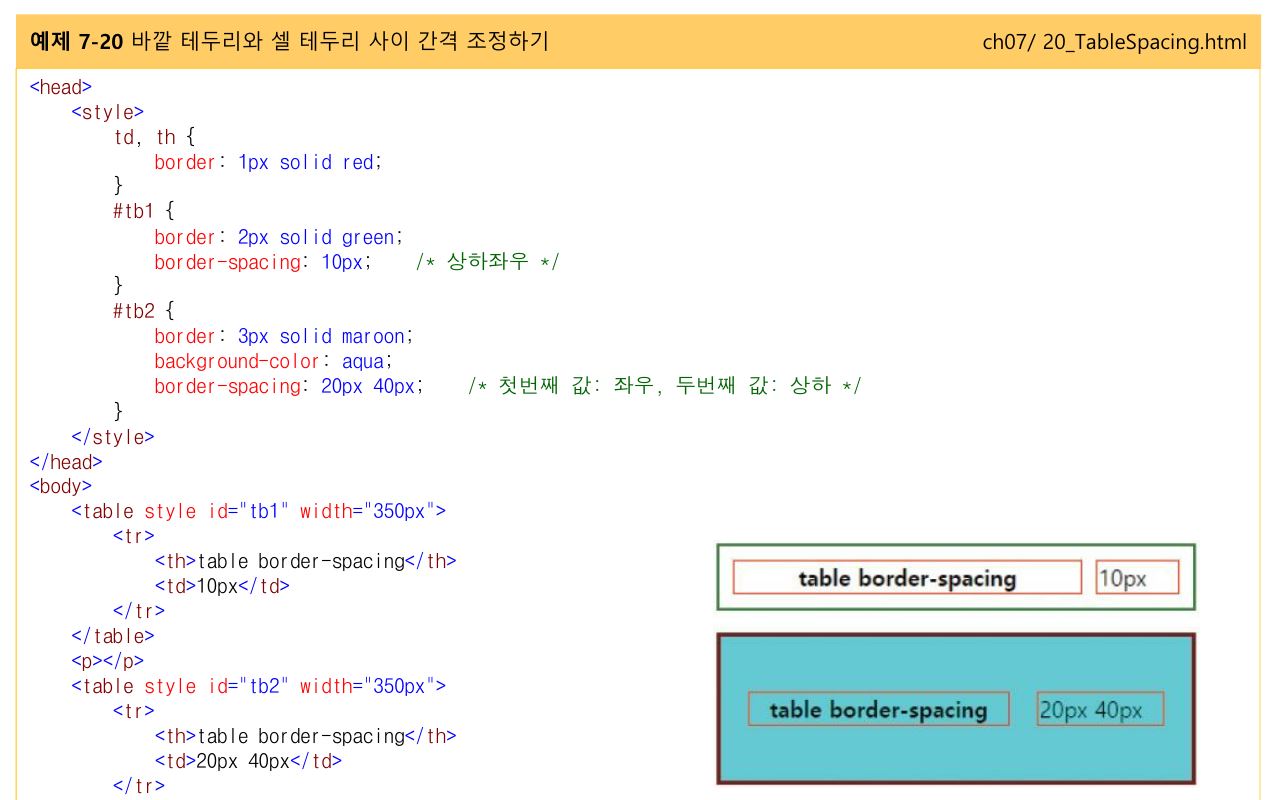 예제 7-20 바깥 테두리와 셀 테두리 사이 간격 조정하기 ch07/ 20_TableSpacing.html
<head>
    <style>
        td, th {
            border: 1px solid red;
        }
        #tb1 {
            border: 2px solid green;
            border-spacing: 10px;    /* 상하좌우 */
        }
        #tb2 {
            border: 3px solid maroon;
            background-color: aqua;
            border-spacing: 20px 40px;    /* 첫번째 값: 좌우, 두번째 값: 상하 */
        }
    </style>
</head>
<body>
    <table style id="tb1" width="350px">
        <tr>
            <th>table border-spacing</th>
            <td>10px</td>
        </tr>
    </table>
    <p></p>
    <table style id="tb2" width="350px">
        <tr>
            <th>table border-spacing</th>
            <td>20px 40px</td>
        </tr>
table border-spacing 10px
table border-spacing 20px 40px